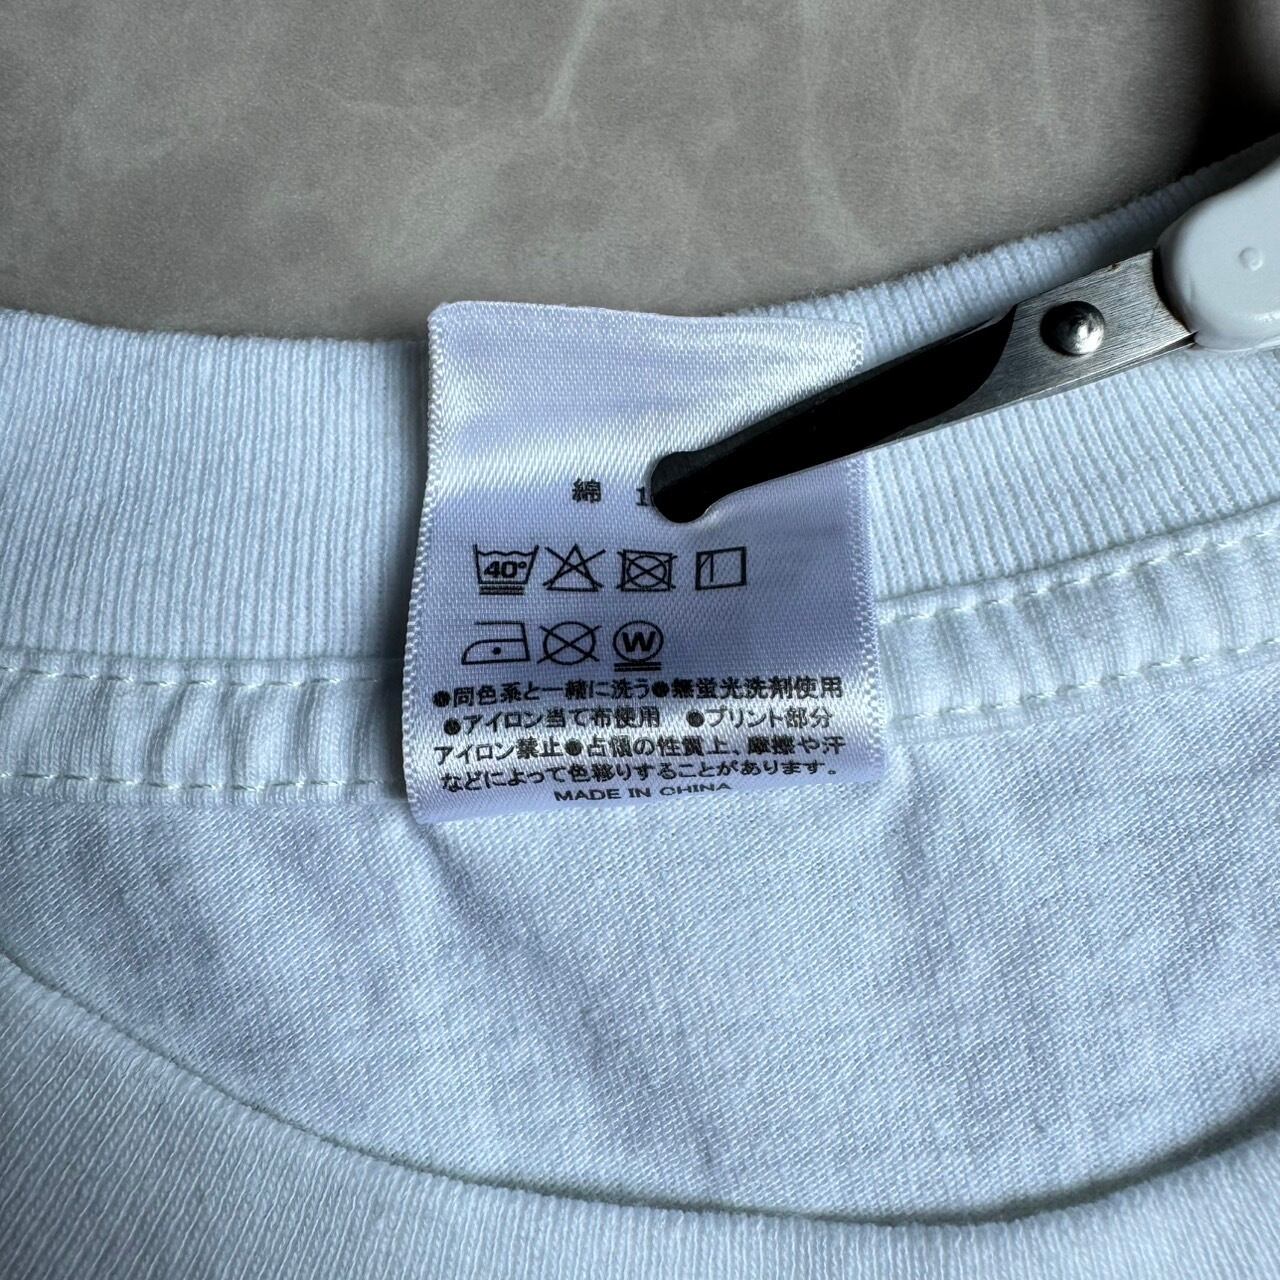 綿 1
40°
W
●同色系と一緒に洗う●無蛍光洗剤使用
●アイロン当て布使用 ●プリント部分
アイロン禁止●占傾の性質上、摩擦や汗
などによって色移りすることがあります。
MADE IN CHINA